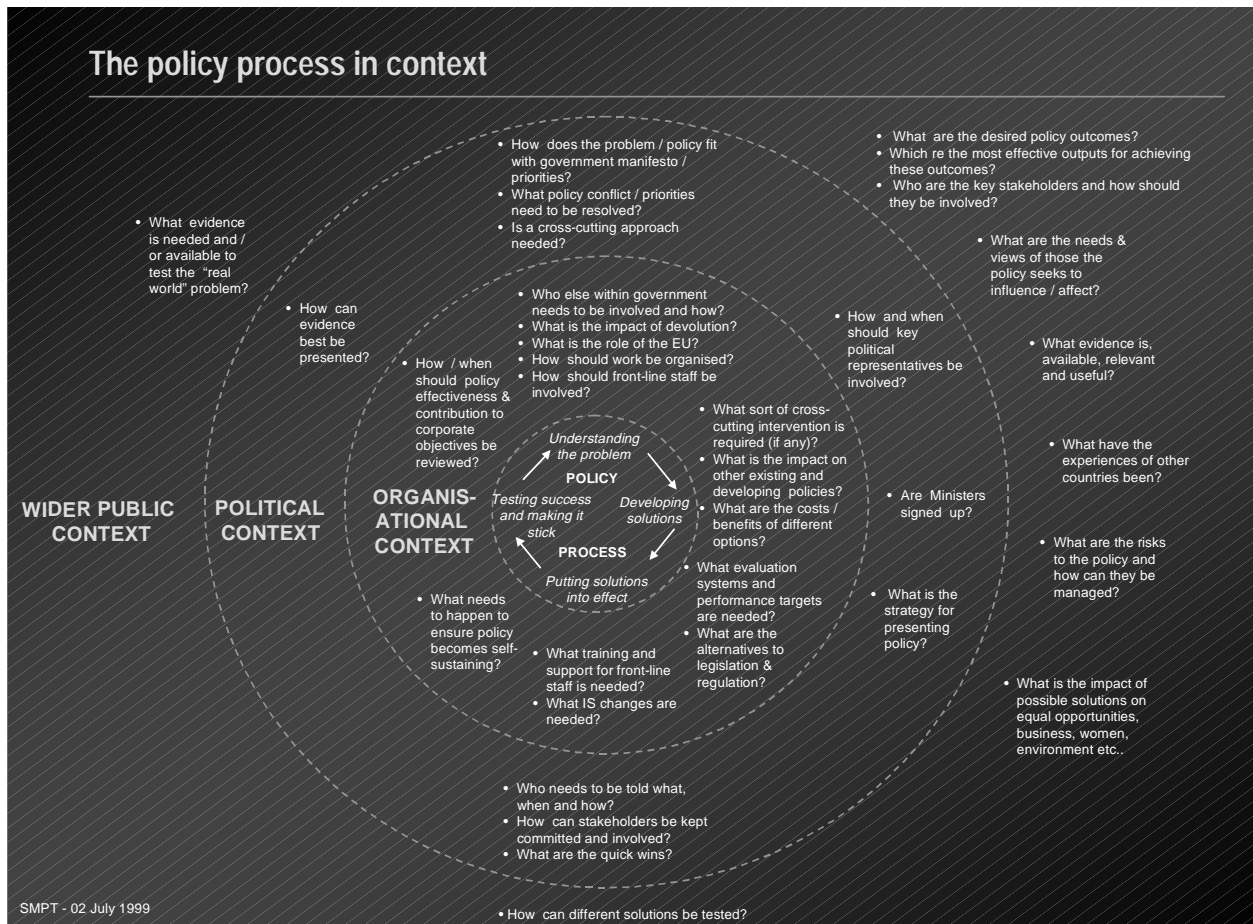 The policy process in context
• How does the problem / policy fit
with government manifesto /
priorities?
• What policy conflict / priorities
need to be resolved?
• Is a cross-cutting approach
needed?
• What are the desired policy outcomes?
• Which re the most effective outputs for achieving
these outcomes?
• Who are the key stakeholders and how should
they be involved?
• What evidence
is needed and /
or available to
test the “real
world” problem?
• What are the needs &
views of those the
policy seeks to
influence / affect?
• How can
evidence
best be
presented?
• Who else within government
needs to be involved and how?
• What is the impact of devolution?
• What is the role of the EU?
• How should work be organised?
• How should front-line staff be
involved?
• How and when
should key
political
representatives be
involved?
• What evidence is,
available, relevant
and useful?
• How / when
should policy
effectiveness &
contribution to
corporate
objectives be
reviewed?
• What sort of cross-
cutting intervention is
required (if any)?
• What is the impact on
other existing and
developing policies?
• What are the costs /
benefits of different
options?
• What have the
experiences of other
countries been?
Understanding
the problem
POLICY
Testing success
and making it
stick
Developing
solutions
PROCESS
Putting solutions
into effect
WIDER PUBLIC
CONTEXT
POLITICAL
CONTEXT
ORGANIS-
ATIONAL
CONTEXT
• Are Ministers
signed up?
• What are the risks
to the policy and
how can they be
managed?
• What evaluation
systems and
performance targets
are needed?
• What are the
alternatives to
legislation &
regulation?
• What is the
strategy for
presenting
policy?
• What needs
to happen to
ensure policy
becomes self-
sustaining?
• What training and
support for front-line
staff is needed?
• What IS changes are
needed?
• What is the impact of
possible solutions on
equal opportunities,
business, women,
environment etc..
• Who needs to be told what,
when and how?
• How can stakeholders be kept
committed and involved?
• What are the quick wins?
SMPT - 02 July 1999
• How can different solutions be tested?